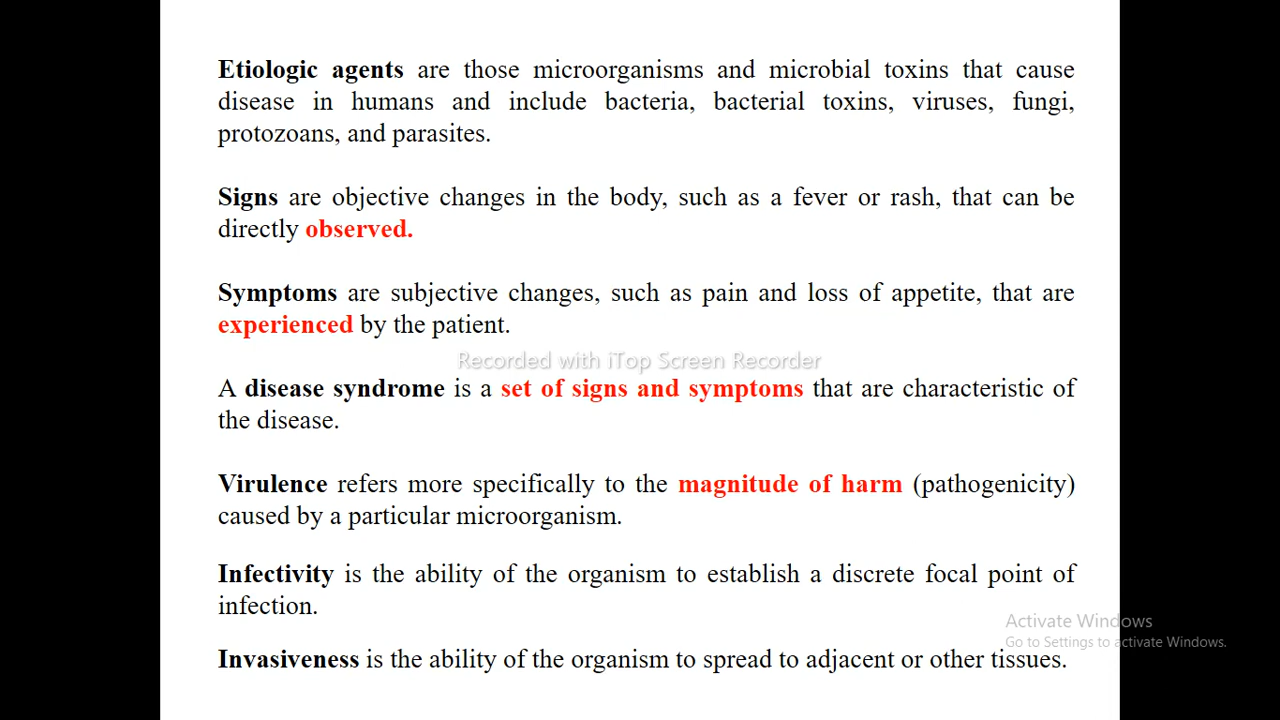 Etiologic agents are those microorganisms and microbial toxins that cause
disease in humans and include bacteria, bacterial toxins, viruses, fungi,
protozoans, and parasites.
Signs are objective changes in the body, such as a fever or rash, that can be
directly observed.
Symptoms are subjective changes, such as pain and loss of appetite, that are
experienced by the patient.
Recorded with iTop Screen Recorder
A disease syndrome is a set of signs and symptoms that are characteristic of
the disease.
Virulence refers more specifically to the magnitude of harm (pathogenicity)
caused by a particular microorganism.
Infectivity is the ability of the organism to establish a discrete focal point of
infection.
Activate Windows
Go to Settings to activate Windows.
Invasiveness is the ability of the organism to spread to adjacent or other tissues.